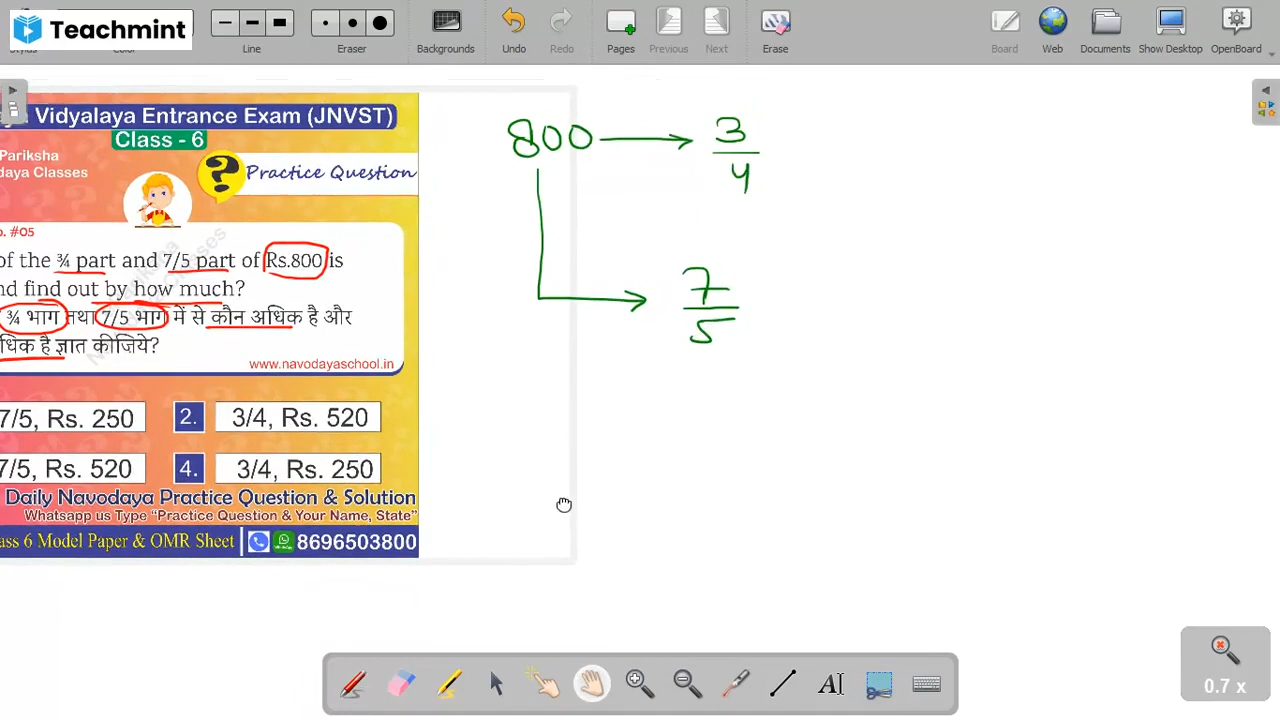 Teachmint
Line
Eraser
Backgrounds
Undo
Redo
Pages
Previous
Next
Erase
Board
Web
Documents
Show Desktop
OpenBoard
Vidyalaya Entrance Exam (JNVST)
Class - 6
Pariksha
daya Classes
Practice Question
o. #05
of the ¾ part and 7/5 part of Rs.800 is
nd find out by how much?
¾ भाग तथा 7/5 भाग में से कौन अधिक है और
धिक है ज्ञात कीजिये?
www.navodayaschool.in
7/5, Rs. 250
2. 3/4, Rs. 520
7/5, Rs. 520
4. 3/4, Rs. 250
Daily Navodaya Practice Question & Solution
Whatsapp us Type “Practice Question & Your Name, State”
ass 6 Model Paper & OMR Sheet
8696503800
800
3
4
7
5
0.7 x